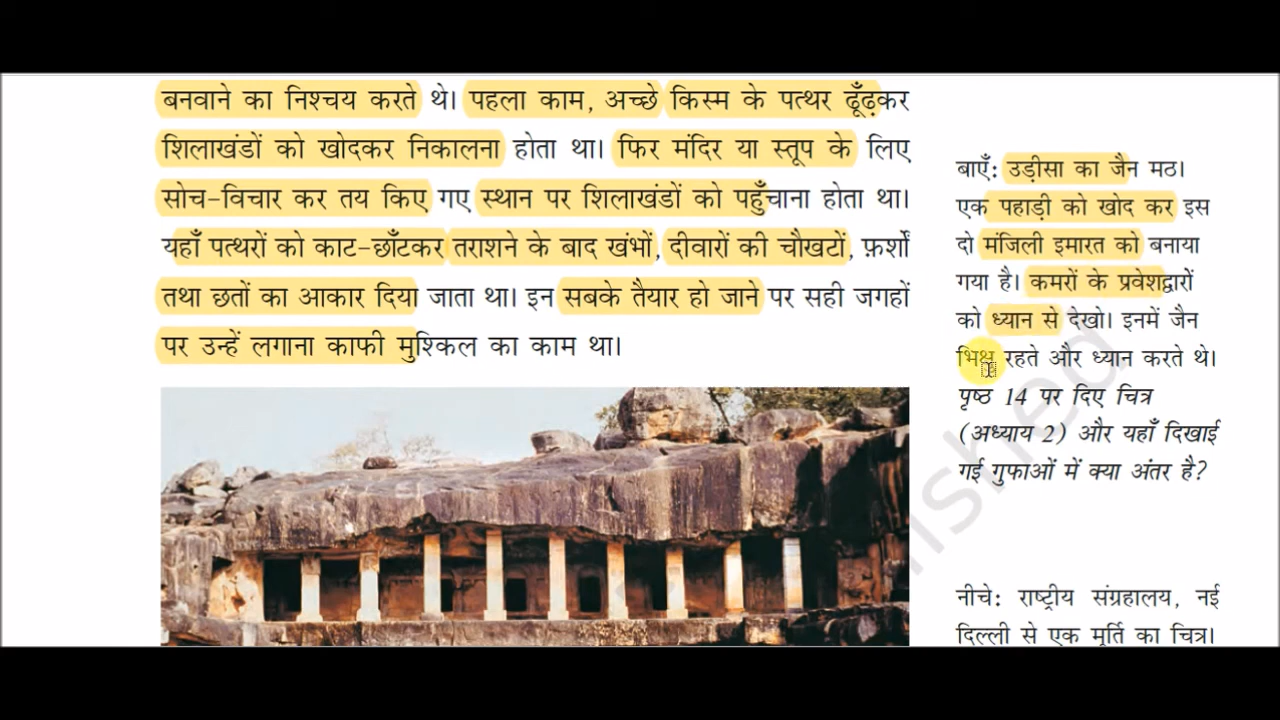 बनवाने का निश्चय करते थे। पहला काम, अच्छे किस्म के पत्थर ढूँढ़कर
शिलाखंडों को खोदकर निकालना होता था। फिर मंदिर या स्तूप के लिए
सोच-विचार कर तय किए गए स्थान पर शिलाखंडों को पहुँचाना होता था।
यहाँ पत्थरों को काट-छाँटकर तराशने के बाद खंभों, दीवारों की चौखटों, फ़र्शों
तथा छतों का आकार दिया जाता था। इन सबके तैयार हो जाने पर सही जगहों
पर उन्हें लगाना काफी मुश्किल का काम था।
बाएँ: उड़ीसा का जैन मठ।
एक पहाड़ी को खोद कर इस
दो मंजिली इमारत को बनाया
गया है। कमरों के प्रवेशद्वारों
को ध्यान से देखो। इनमें जैन
भिक्षु रहते और ध्यान करते थे।
पृष्ठ 14 पर दिए चित्र
(अध्याय 2) और यहाँ दिखाई
गई गुफाओं में क्या अंतर है?
नीचे: राष्ट्रीय संग्रहालय, नई
दिल्ली से एक मूर्ति का चित्र।